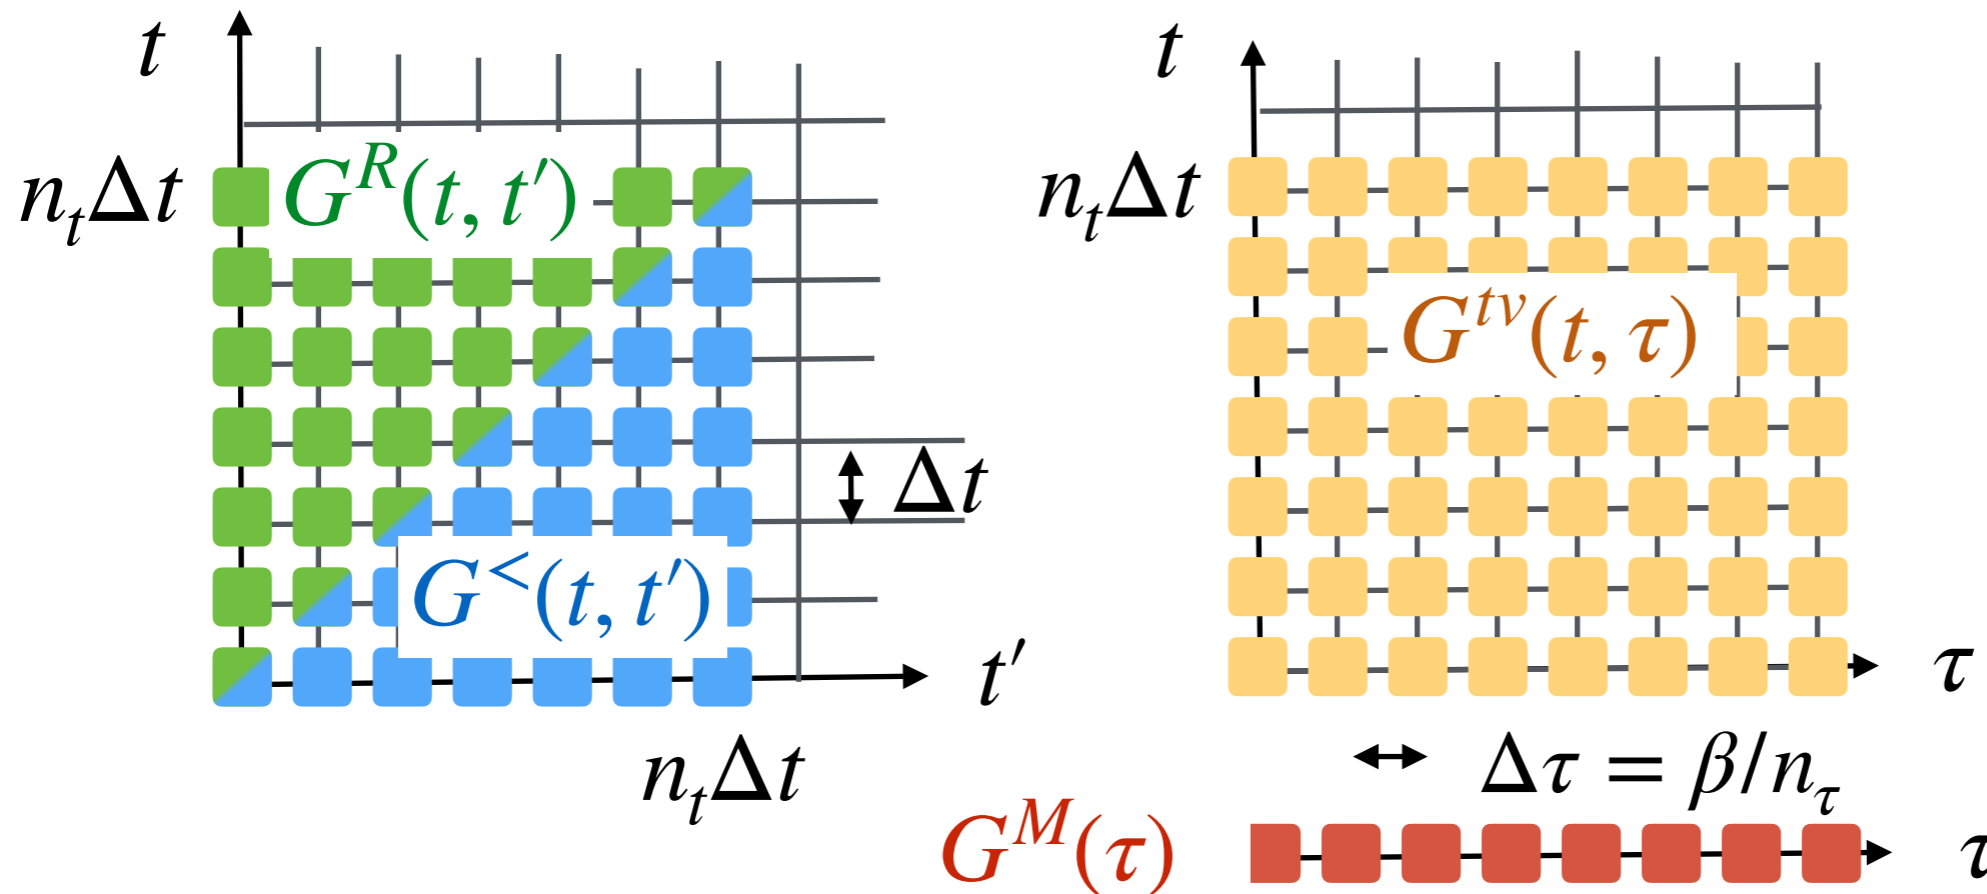 t
n_tΔt
G^R(t, t′)
Δt
G^<(t, t′)
t′
n_tΔt
t
n_tΔt
G^{tv}(t, τ)
τ
Δτ = β/n_τ
G^M(τ)
τ